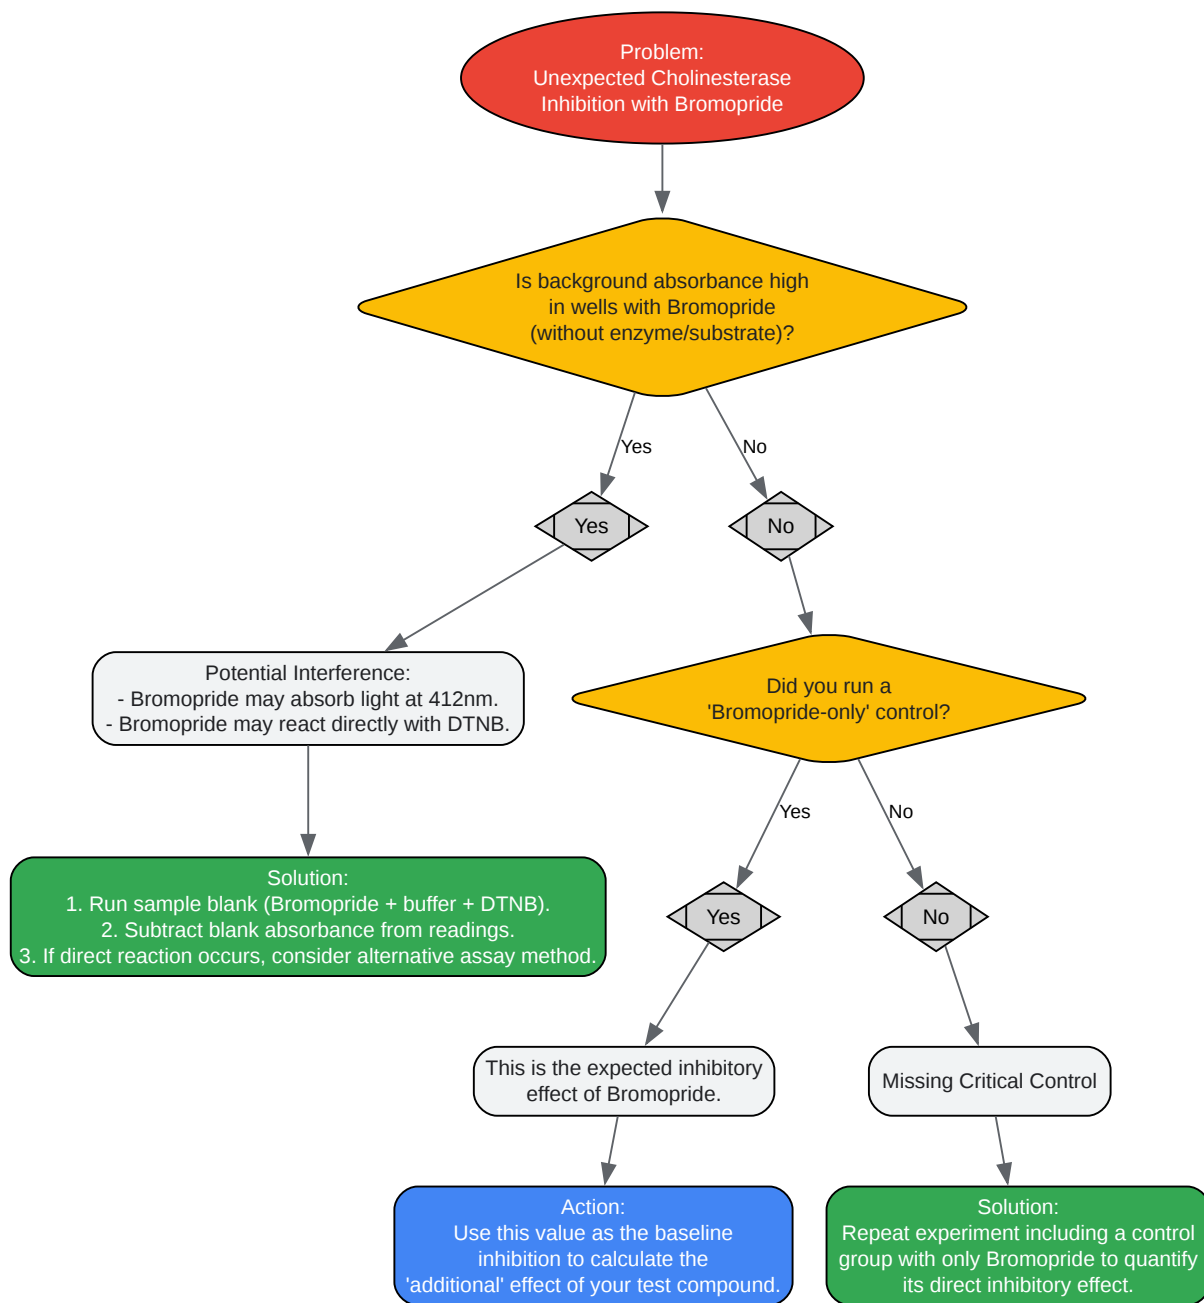 Problem:
Unexpected Cholinesterase
Inhibition with Bromopride
Is background absorbance high
in wells with Bromopride
(without enzyme/substrate)?
Yes
No
Yes
No
Potential Interference:
- Bromopride may absorb light at 412nm.
- Bromopride may react directly with DTNB.
Did you run a
'Bromopride-only' control?
Yes
No
Solution:
1. Run sample blank (Bromopride + buffer + DTNB).
2. Subtract blank absorbance from readings.
3. If direct reaction occurs, consider alternative assay method.
Yes
No
This is the expected inhibitory
effect of Bromopride.
Missing Critical Control
Action:
Use this value as the baseline
inhibition to calculate the
'additional' effect of your test compound.
Solution:
Repeat experiment including a control
group with only Bromopride to quantify
its direct inhibitory effect.